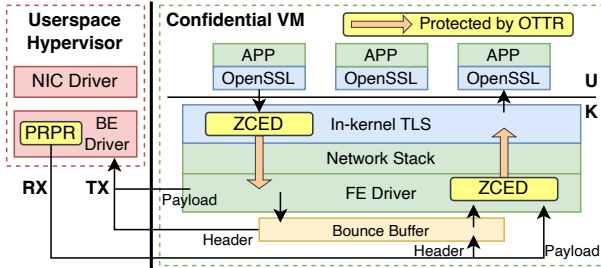 Userspace
Hypervisor
NIC Driver
PRPR
BE
Driver
RX
TX
Confidential VM
Protected by OTTR
APP
OpenSSL
APP
OpenSSL
APP
OpenSSL
U
K
ZCED
In-kernel TLS
Network Stack
FE Driver
ZCED
Payload
Header
Bounce Buffer
Header
Payload